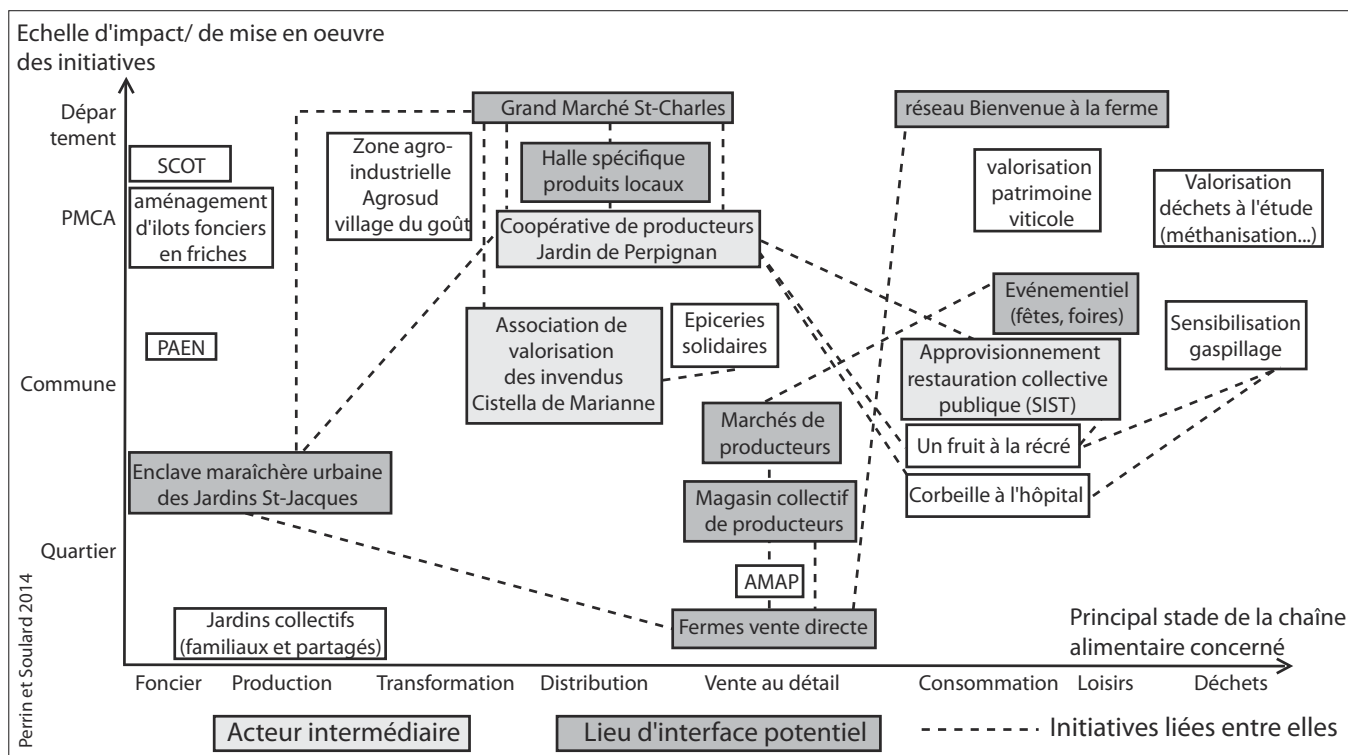 Echelle d'impact/ de mise en oeuvre
des initiatives
Dépar
tement
PMCA
Commune
Quartier
SCOT
aménagement
d'ilots fonciers
en friches
PAEN
Enclave maraîchère urbaine
des Jardins St-Jacques
Jardins collectifs
(familiaux et partagés)
Zone agro-
industrielle
Agrosud
village du goût
Grand Marché St-Charles
Halle spécifique
produits locaux
Coopérative de producteurs
Jardin de Perpignan
Association de
valorisation
des invendus
Cistella de Marianne
Epiceries
solidaires
Marchés de
producteurs
Magasin collectif
de producteurs
AMAP
Fermes vente directe
réseau Bienvenue à la ferme
valorisation
patrimoine
viticole
Valorisation
déchets à l'étude
(méthanisation...)
Evénementiel
(fêtes, foires)
Approvisionnement
restauration collective
publique (SIST)
Un fruit à la récré
Corbeille à l'hôpital
Sensibilisation
gaspillage
Principal stade de la chaîne
alimentaire concerné
Foncier
Production
Transformation
Distribution
Vente au détail
Consommation
Loisirs
Déchets
Acteur intermédiaire
Lieu d'interface potentiel
Initiatives liées entre elles
Perrin et Soulard 2014